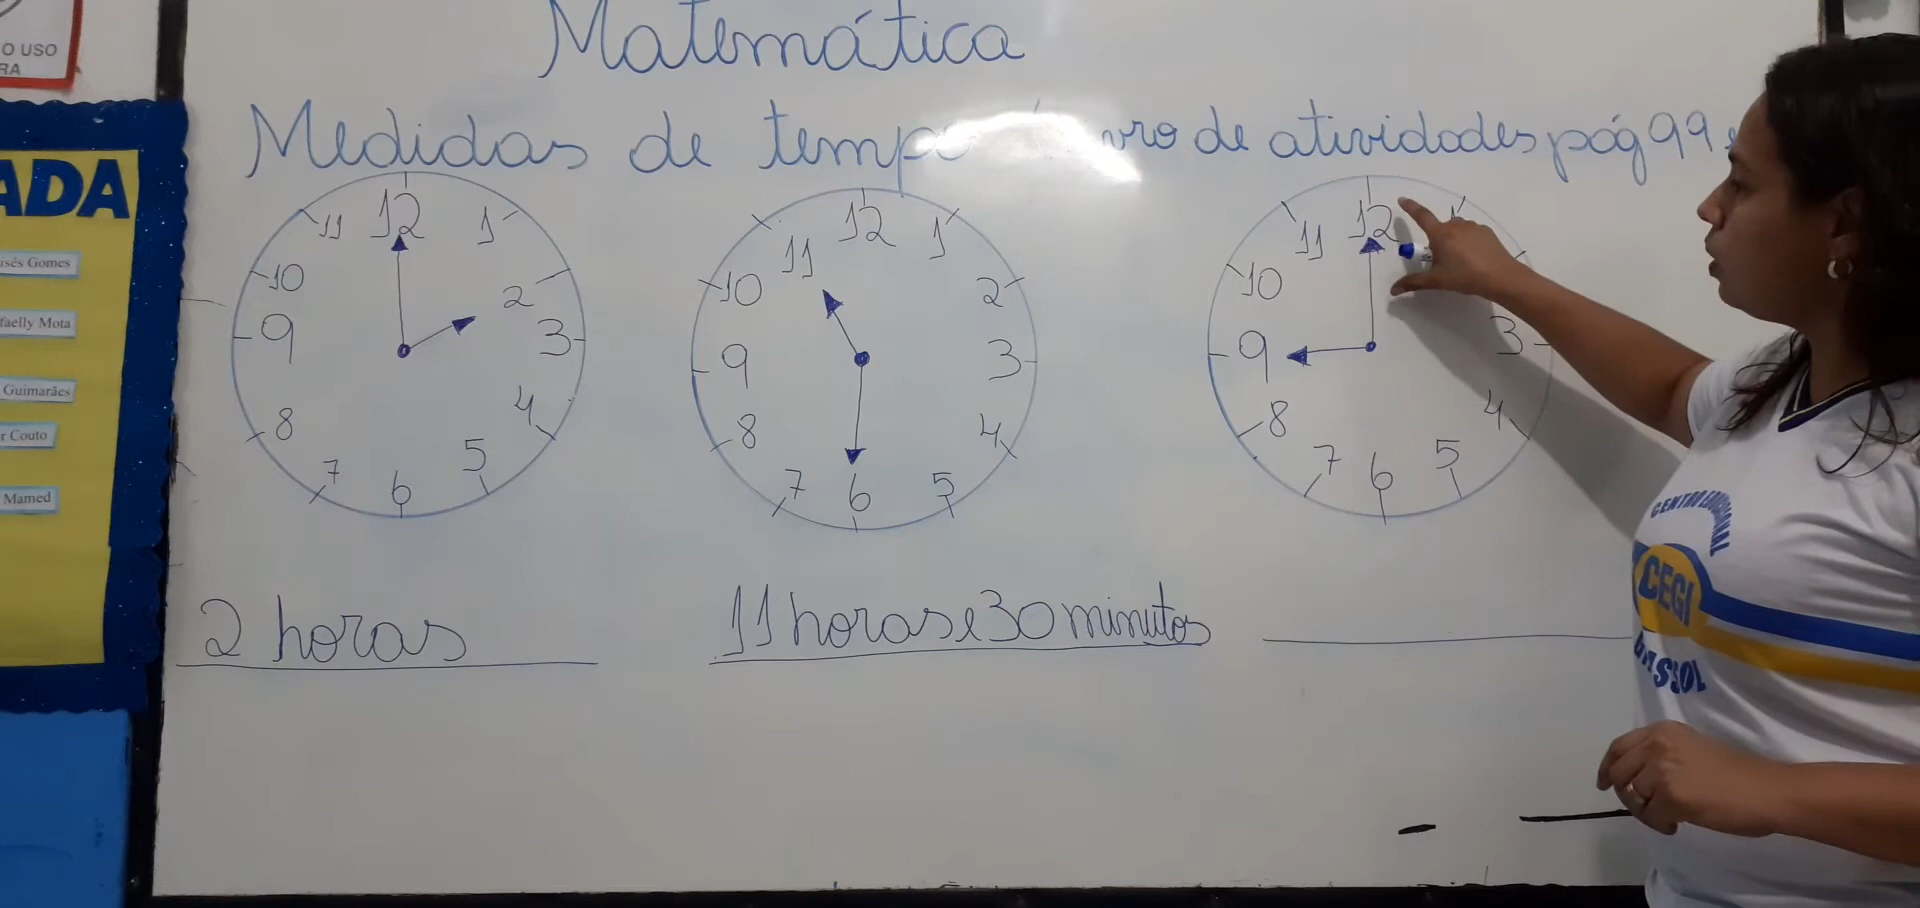 Matemática
Medidas de tempo vro de atividades pág 99 e
12 1 2 3 4 5 6 7 8 9 10 11
12 1 2 3 4 5 6 7 8 9 10 11
12 1 3 4 5 6 7 8 9 10 11
2 horas
11 horas e 30 minutos
O USO
RA
ADA
isés Gomes
faelly Mota
Guimarães
r Couto
Mamed
CENTRO EDUCACIONAL
CEGI